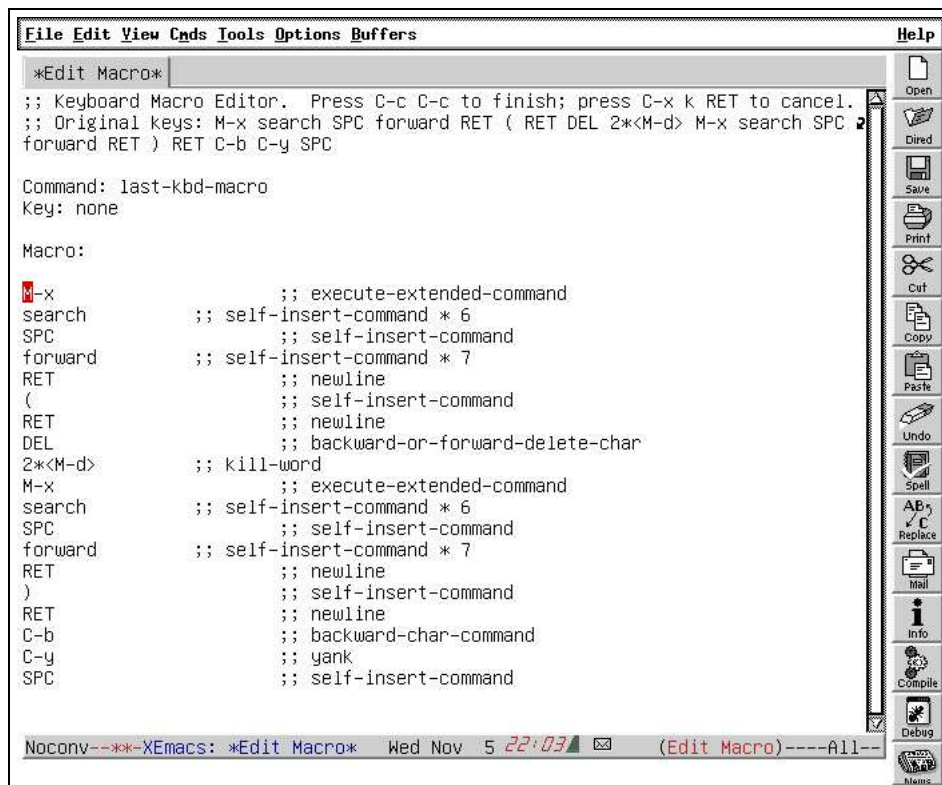 File Edit View Cmds Tools Options Buffers Help
*Edit Macro*
;; Keyboard Macro Editor.  Press C-c C-c to finish; press C-x k RET to cancel.
;; Original keys: M-x search SPC forward RET ( RET DEL 2*<M-d> M-x search SPC
forward RET ) RET C-b C-y SPC
Command: last-kbd-macro
Key: none
Macro:
M-x ;; execute-extended-command
search ;; self-insert-command * 6
SPC ;; self-insert-command
forward ;; self-insert-command * 7
RET ;; newline
( ;; self-insert-command
RET ;; newline
DEL ;; backward-or-forward-delete-char
2*<M-d> ;; kill-word
M-x ;; execute-extended-command
search ;; self-insert-command * 6
SPC ;; self-insert-command
forward ;; self-insert-command * 7
RET ;; newline
) ;; self-insert-command
RET ;; newline
C-b ;; backward-char-command
C-y ;; yank
SPC ;; self-insert-command
Noconv--**-XEmacs: *Edit Macro* Wed Nov 5 22:03 (Edit Macro)----All--
Open
Dired
Save
Print
Cut
Copy
Paste
Undo
Spell
AB
C
Replace
Mail
Info
Compile
Debug
News